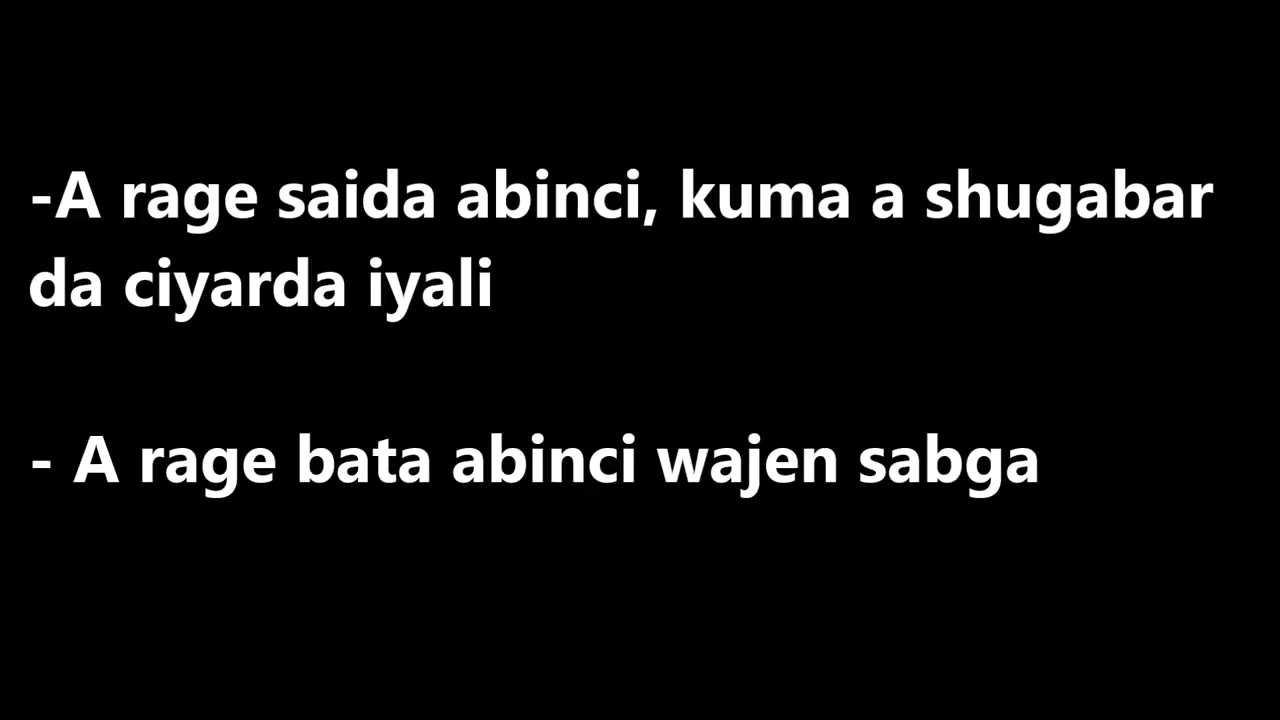 -A rage saida abinci, kuma a shugabar
da ciyarda iyali
- A rage bata abinci wajen sabga